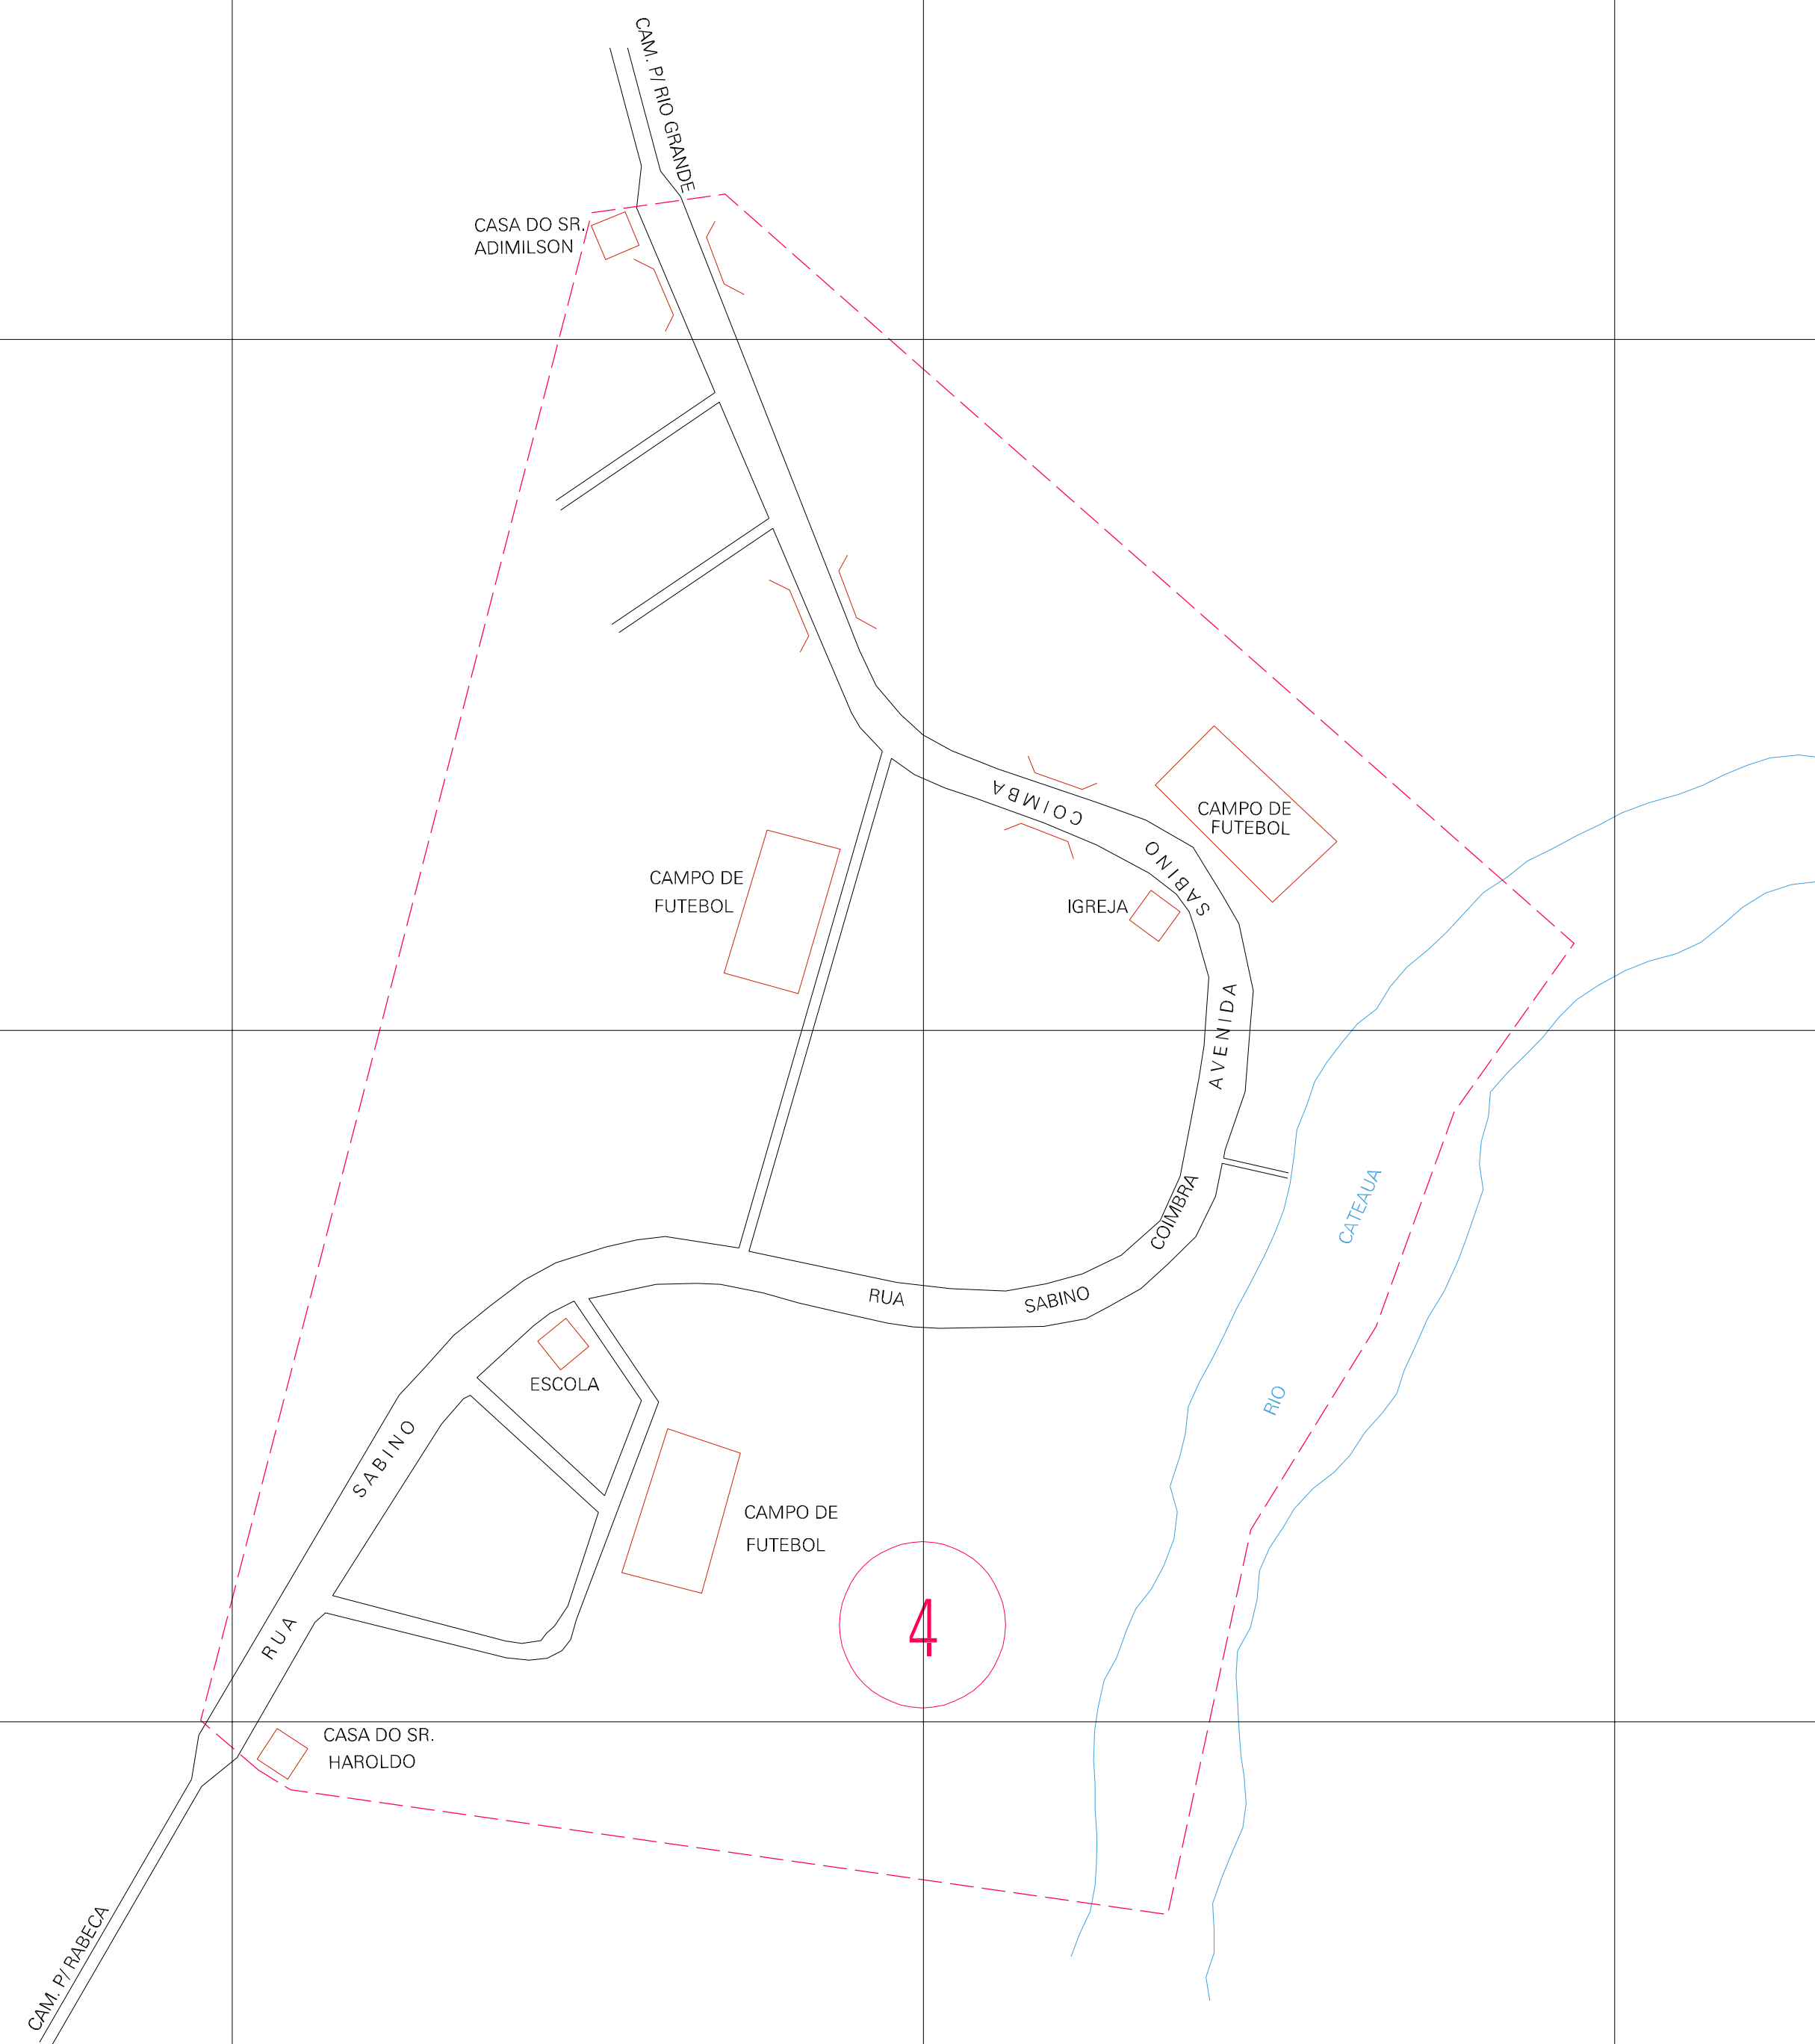 CAM. P/ RIO GRANDE
CASA DO SR.
ADIMILSON
COIMBA
SABINO
AVENIDA
CAMPO DE
FUTEBOL
CAMPO DE
FUTEBOL
IGREJA
COIMBRA
SABINO
RUA
CATEAUA
RIO
ESCOLA
SABINO
RUA
CAMPO DE
FUTEBOL
4
CASA DO SR.
HAROLDO
CAM. P/ RABECA